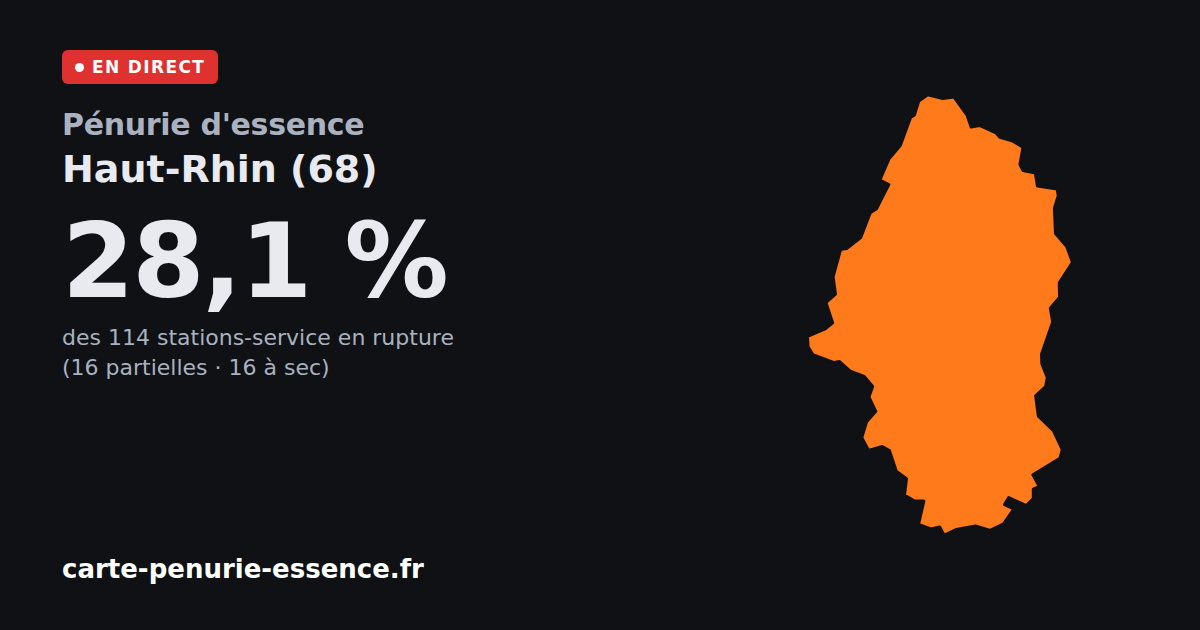 EN DIRECT
Pénurie d'essence
Haut-Rhin (68)
28,1 %
des 114 stations-service en rupture
(16 partielles · 16 à sec)
carte-penurie-essence.fr